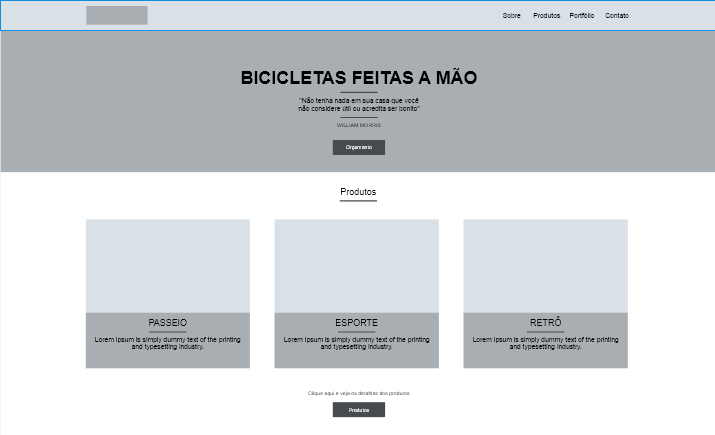 Sobre Produtos Portfólio Contato
BICICLETAS FEITAS A MÃO
"Não tenha nada em sua casa que você
não considere útil ou acredita ser bonito"
WILLIAM MORRIS
Orçamento
Produtos
PASSEIO
Lorem Ipsum is simply dummy text of the printing
and typesetting industry.
ESPORTE
Lorem Ipsum is simply dummy text of the printing
and typesetting industry.
RETRÔ
Lorem Ipsum is simply dummy text of the printing
and typesetting industry.
Clique aqui e veja os detalhes dos produtos
Produtos